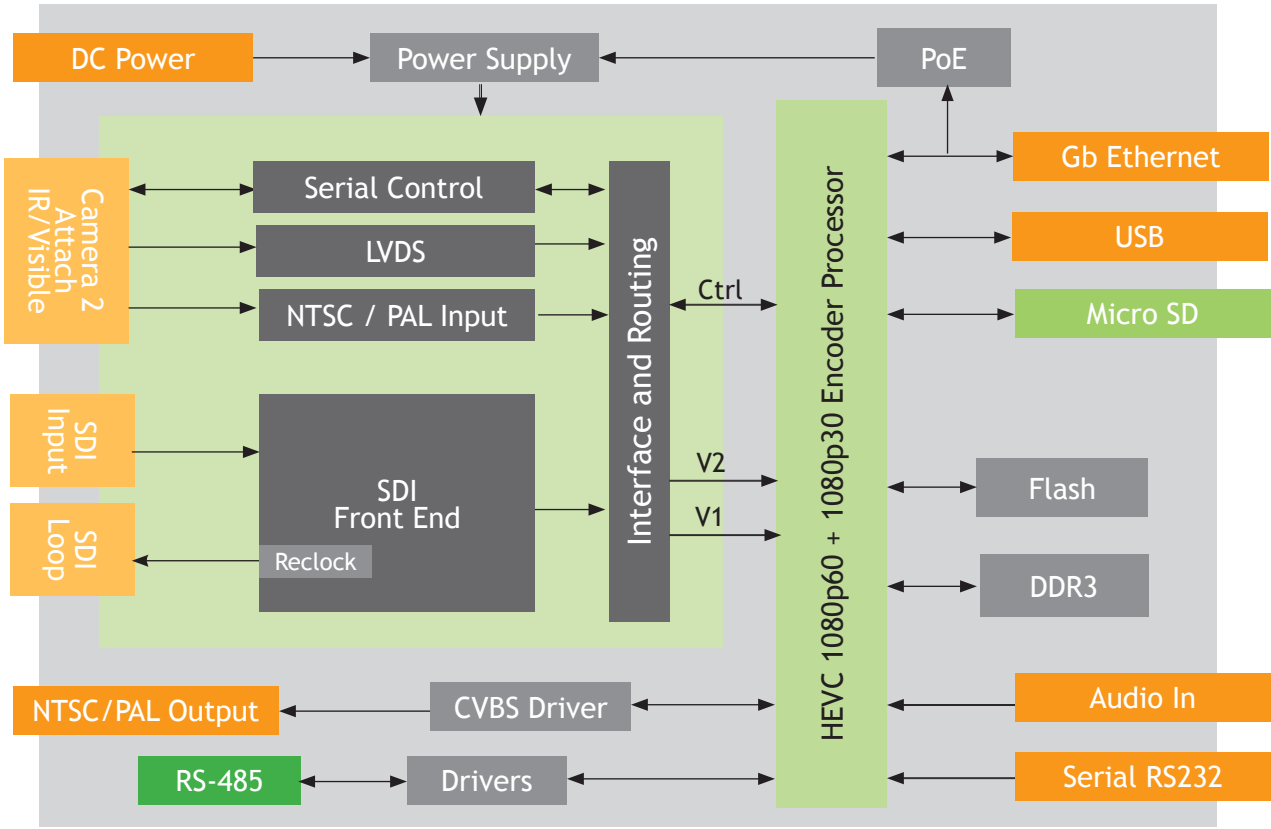 DC Power
Power Supply
PoE
Gb Ethernet
USB
Micro SD
Camera 2
Attach
IR/Visible
Serial Control
LVDS
NTSC / PAL Input
Interface and Routing
Ctrl
HEVC 1080p60 + 1080p30 Encoder Processor
SDI
Input
SDI
Loop
SDI
Front End
Reclock
V2
V1
Flash
DDR3
NTSC/PAL Output
CVBS Driver
Audio In
RS-485
Drivers
Serial RS232